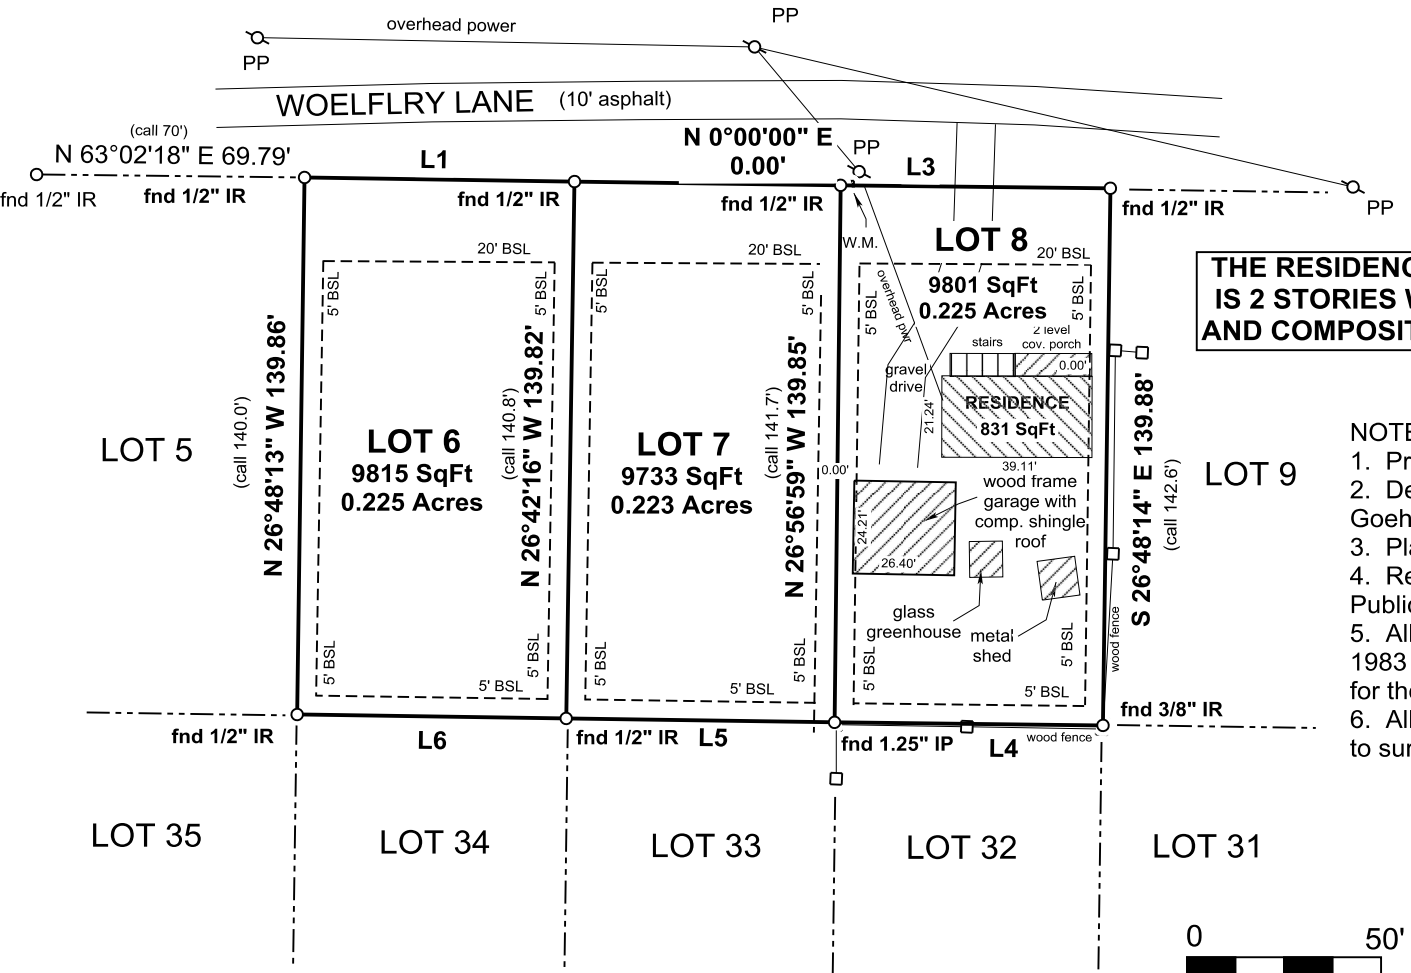 PP
overhead power
PP
WOELFLRY LANE (10' asphalt)
(call 70')
N 63°02'18" E 69.79'
L1
N 0°00'00" E
0.00'
PP
L3
fnd 1/2" IR
fnd 1/2" IR
fnd 1/2" IR
fnd 1/2" IR
fnd 1/2" IR
PP
W.M.
LOT 8
9801 SqFt
0.225 Acres
20' BSL
20' BSL
20' BSL
5' BSL
5' BSL
5' BSL
5' BSL
5' BSL
overhead pwr
THE RESIDENC
IS 2 STORIES W
AND COMPOSIT
stairs
2 level
cov. porch
0.00'
gravel
drive
RESIDENCE
831 SqFt
21.24'
39.11'
0.00'
wood frame
garage with
comp. shingle
roof
24.21'
26.40'
glass
greenhouse
metal
shed
LOT 5
N 26°48'13" W 139.86'
(call 140.0')
LOT 6
9815 SqFt
0.225 Acres
(call 140.8')
N 26°42'16" W 139.82'
LOT 7
9733 SqFt
0.223 Acres
(call 141.7')
N 26°56'59" W 139.85'
S 26°48'14" E 139.88'
(call 142.6')
LOT 9
NOTE
1. Pr
2. De
Goeh
3. Pla
4. Re
Public
5. All
1983
for the
6. All
to sur
5' BSL
5' BSL
5' BSL
5' BSL
5' BSL
5' BSL
5' BSL
5' BSL
5' BSL
wood fence
fnd 1/2" IR
L6
fnd 1/2" IR
L5
fnd 1.25" IP
L4
wood fence
fnd 3/8" IR
LOT 35
LOT 34
LOT 33
LOT 32
LOT 31
0 50'